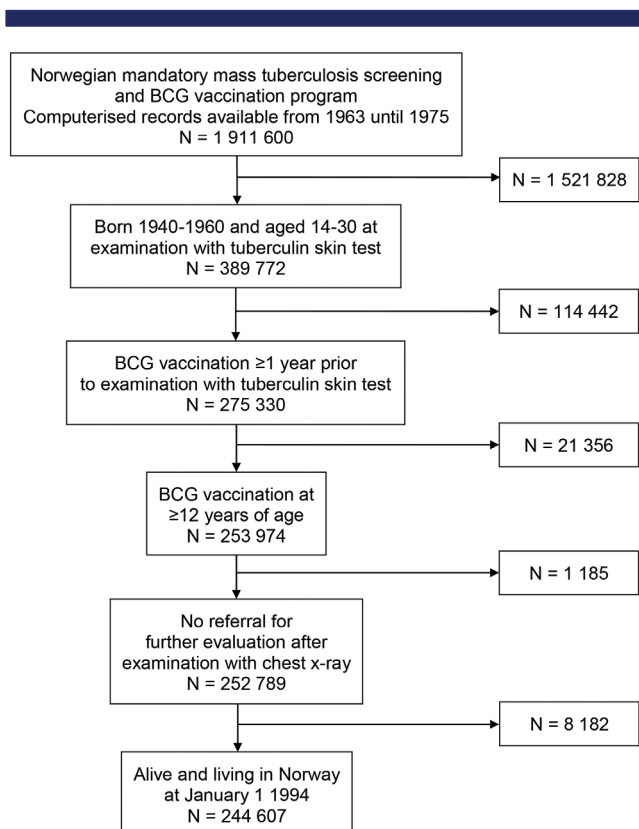 Norwegian mandatory mass tuberculosis screening
and BCG vaccination program
Computerised records available from 1963 until 1975
N = 1 911 600
N = 1 521 828
Born 1940-1960 and aged 14-30 at
examination with tuberculin skin test
N = 389 772
N = 114 442
BCG vaccination ≥1 year prior
to examination with tuberculin skin test
N = 275 330
N = 21 356
BCG vaccination at
≥12 years of age
N = 253 974
N = 1 185
No referral for
further evaluation after
examination with chest x-ray
N = 252 789
N = 8 182
Alive and living in Norway
at January 1 1994
N = 244 607